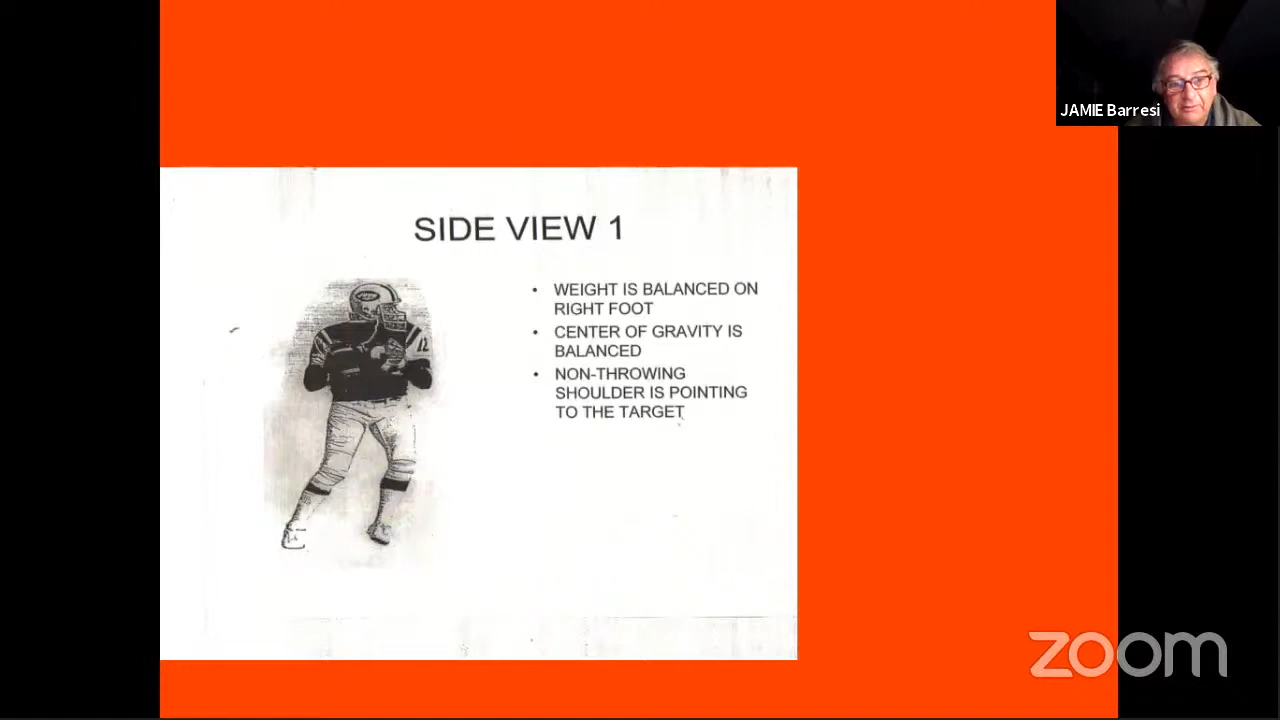 JAMIE Barresi
SIDE VIEW 1
• WEIGHT IS BALANCED ON
RIGHT FOOT
• CENTER OF GRAVITY IS
BALANCED
• NON-THROWING
SHOULDER IS POINTING
TO THE TARGET
12
zoom